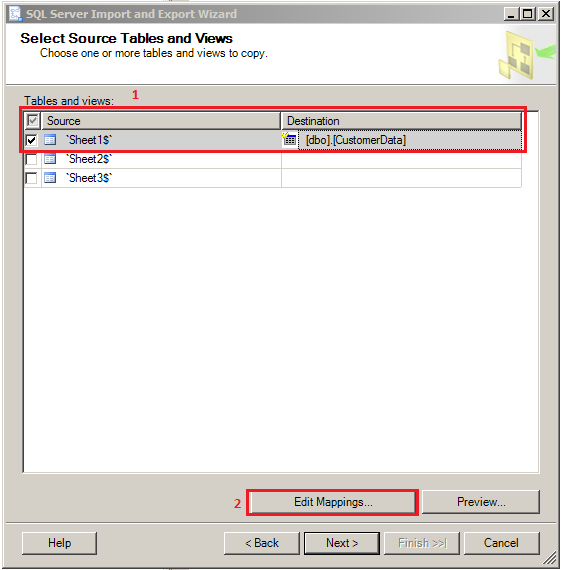 SQL Server Import and Export Wizard
Select Source Tables and Views
Choose one or more tables and views to copy.
Tables and views: 1
Source Destination
`Sheet1$` [dbo].[CustomerData]
`Sheet2$`
`Sheet3$`
2 Edit Mappings... Preview...
Help < Back Next > Finish >>| Cancel